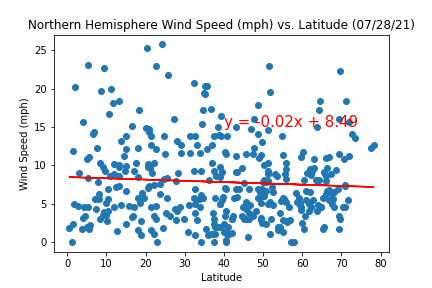 Northern Hemisphere Wind Speed (mph) vs. Latitude (07/28/21)
25
20
15
10
5
0
Wind Speed (mph)
y = -0.02x + 8.49
0 10 20 30 40 50 60 70 80
Latitude